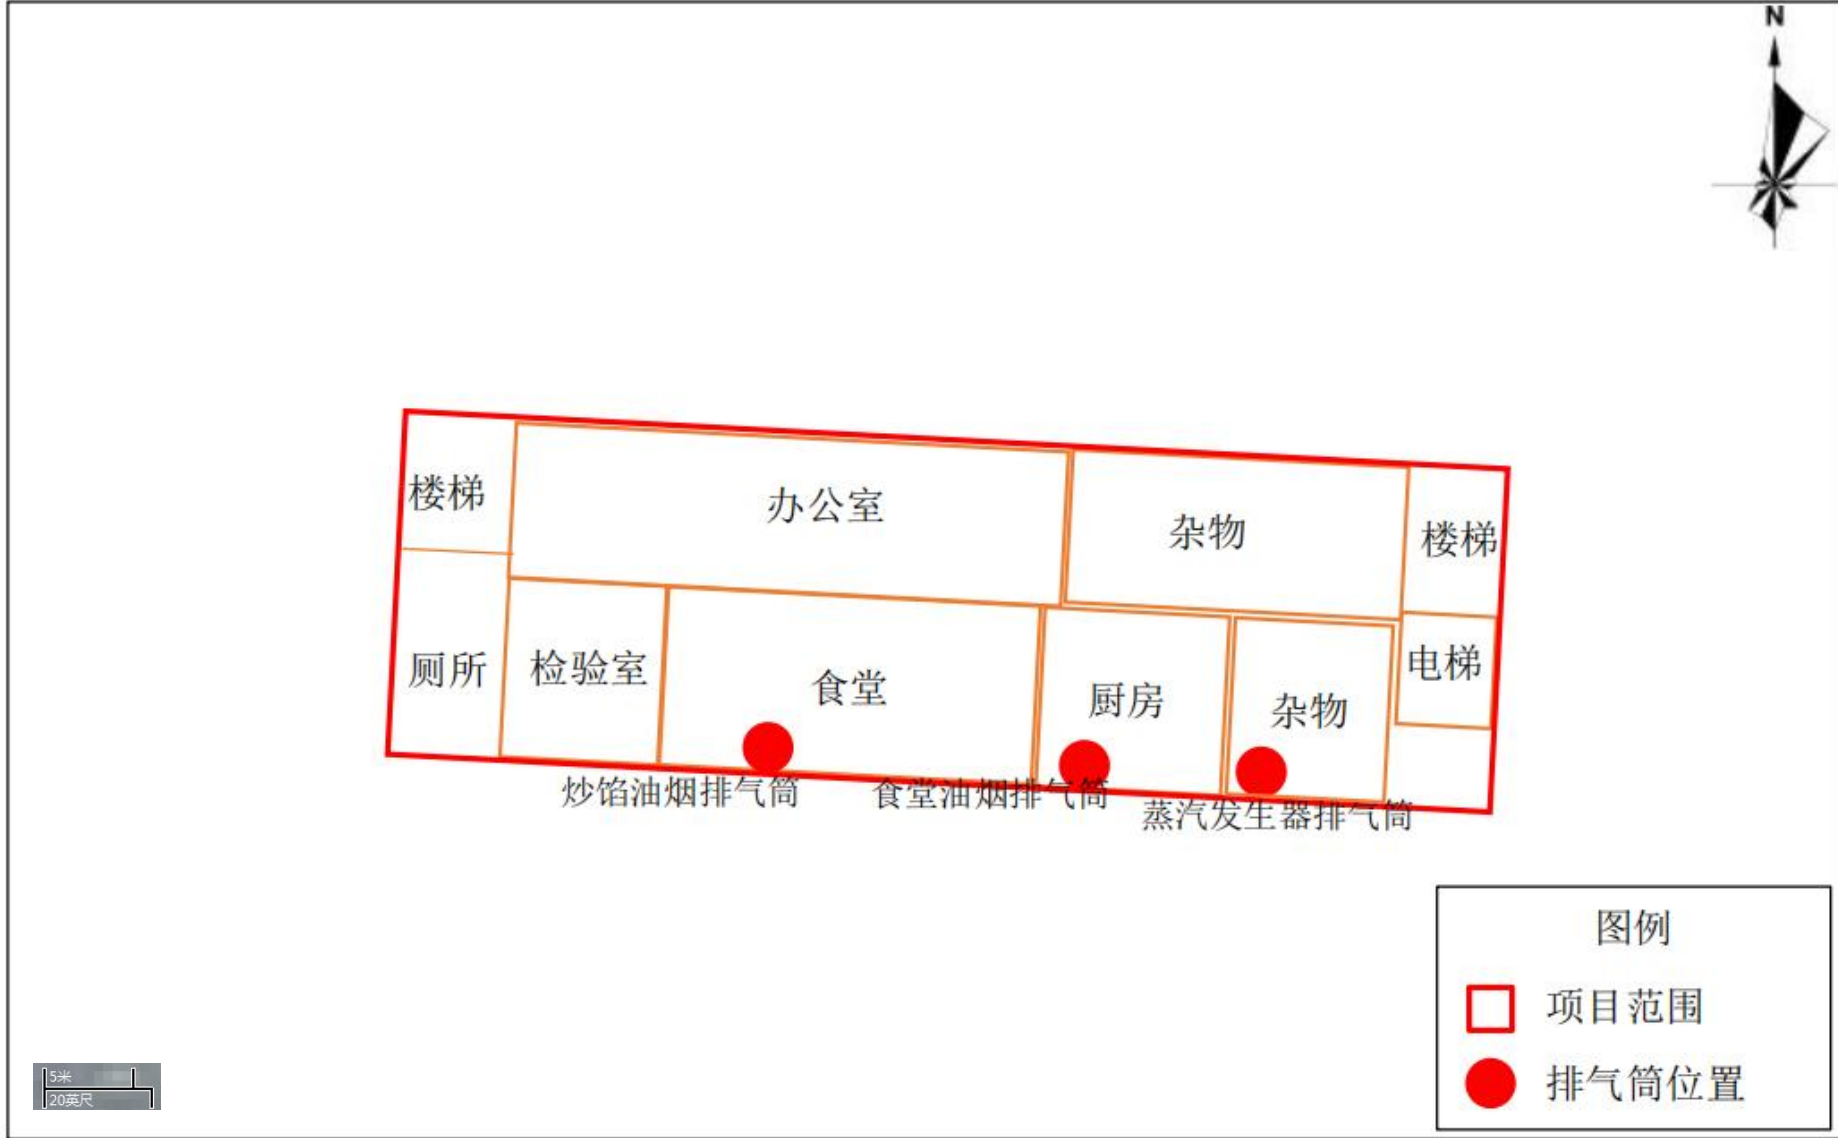 N
楼梯
办公室
杂物
楼梯
厕所
检验室
食堂
厨房
杂物
电梯
炒馅油烟排气筒
食堂油烟排气筒
蒸汽发生器排气筒
图例
项目范围
排气筒位置
5米
20英尺